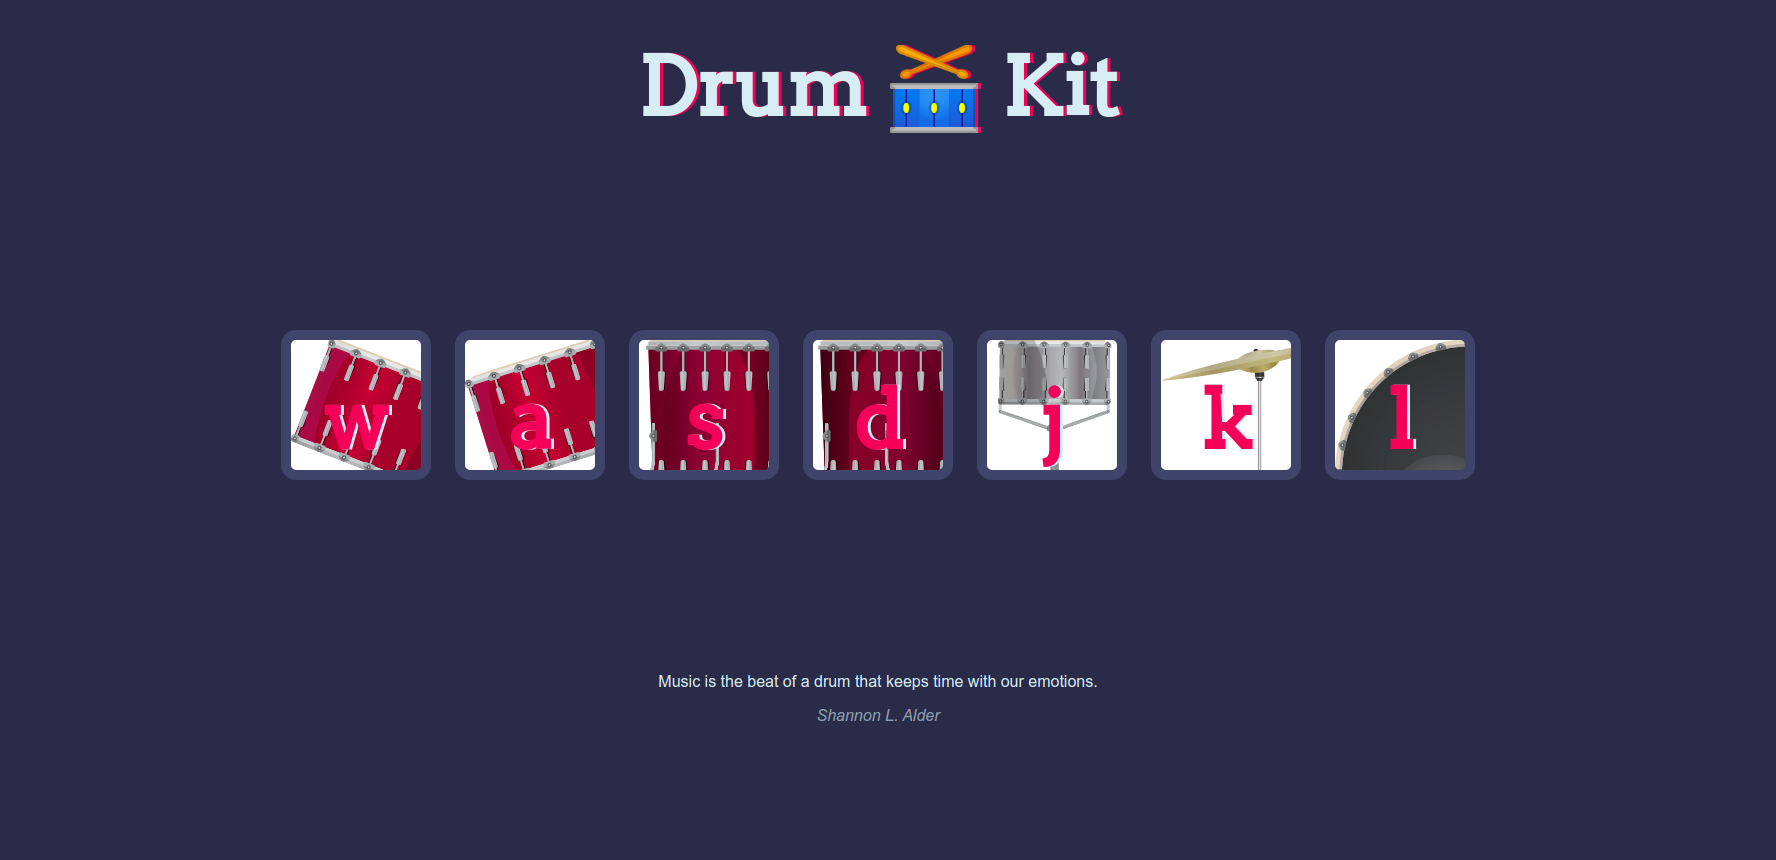 Drum 🥁 Kit
w a s d j k l
Music is the beat of a drum that keeps time with our emotions.
Shannon L. Alder